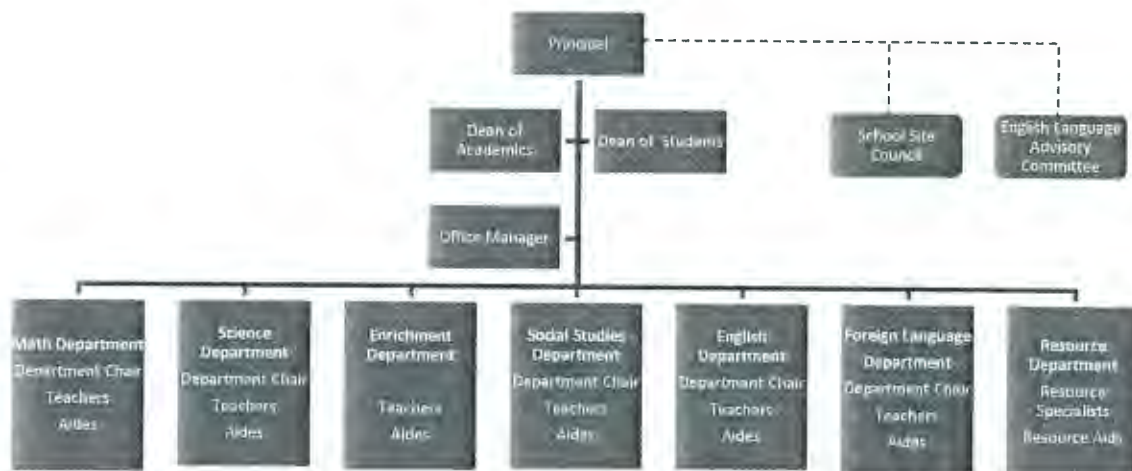 Principal
Dean of
Academics
Dean of Students
School Site
Council
English Language
Advisory
Committee
Office Manager
Math Department
Department Chair
Teachers
Aides
Science
Department
Department Chair
Teachers
Aides
Enrichment
Department
Teachers
Aides
Social Studies
Department
Department Chair
Teachers
Aides
English
Department
Department Chair
Teachers
Aides
Foreign Language
Department
Department Chair
Teachers
Aides
Resource
Department
Resource
Specialists
Resource Aide